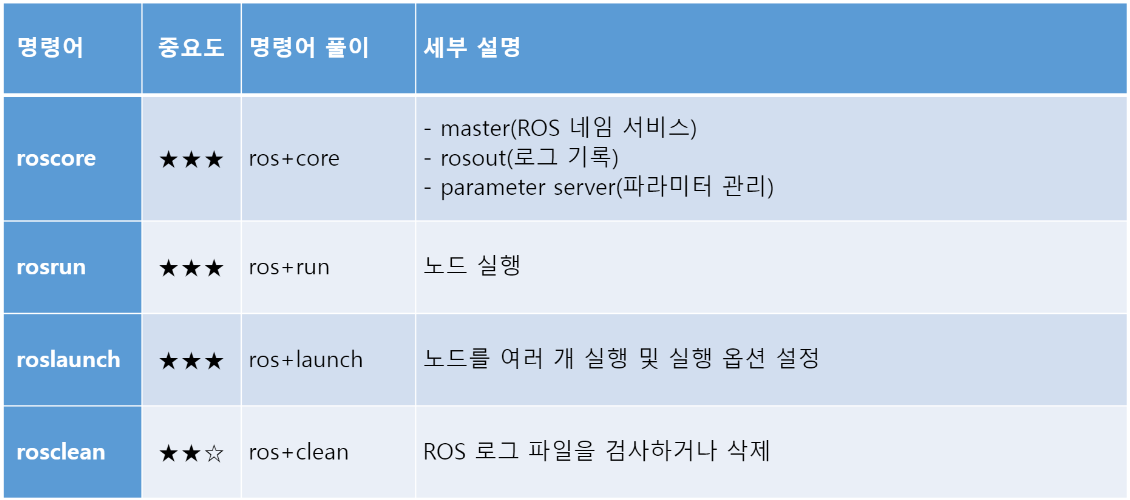 명령어 중요도 명령어 풀이 세부 설명
roscore ★★★ ros+core
- master(ROS 네임 서비스)
- rosout(로그 기록)
- parameter server(파라미터 관리)
rosrun ★★★ ros+run 노드 실행
roslaunch ★★★ ros+launch 노드를 여러 개 실행 및 실행 옵션 설정
rosclean ★★☆ ros+clean ROS 로그 파일을 검사하거나 삭제